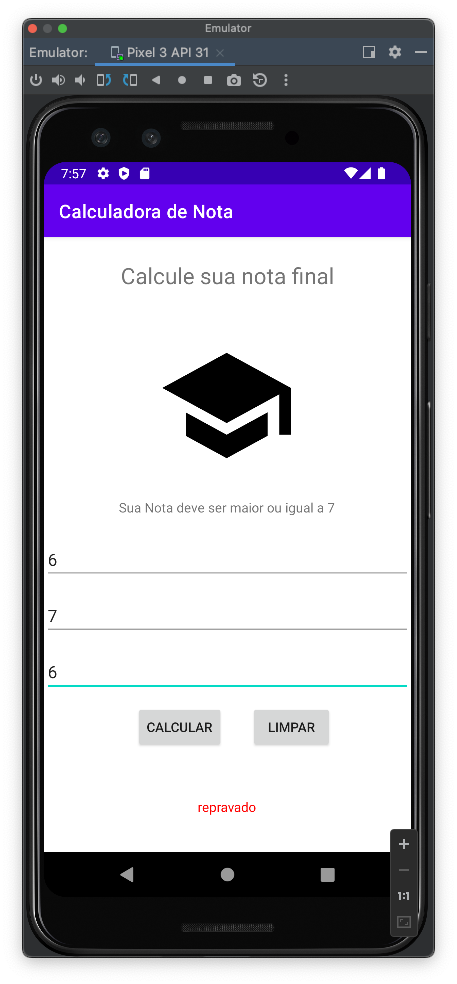 Emulator
Emulator: Pixel 3 API 31
7:57
Calculadora de Nota
Calcule sua nota final
Sua Nota deve ser maior ou igual a 7
6
7
6
CALCULAR LIMPAR
repravado
1:1